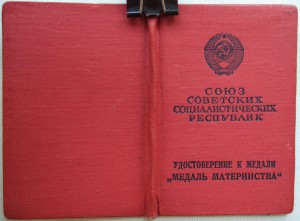 СОЮЗ
СОВЕТСКИХ
СОЦИАЛИСТИЧЕСКИХ
РЕСПУБЛИК
УДОСТОВЕРЕНИЕ К МЕДАЛИ
„МЕДАЛЬ МАТЕРИНСТВА“